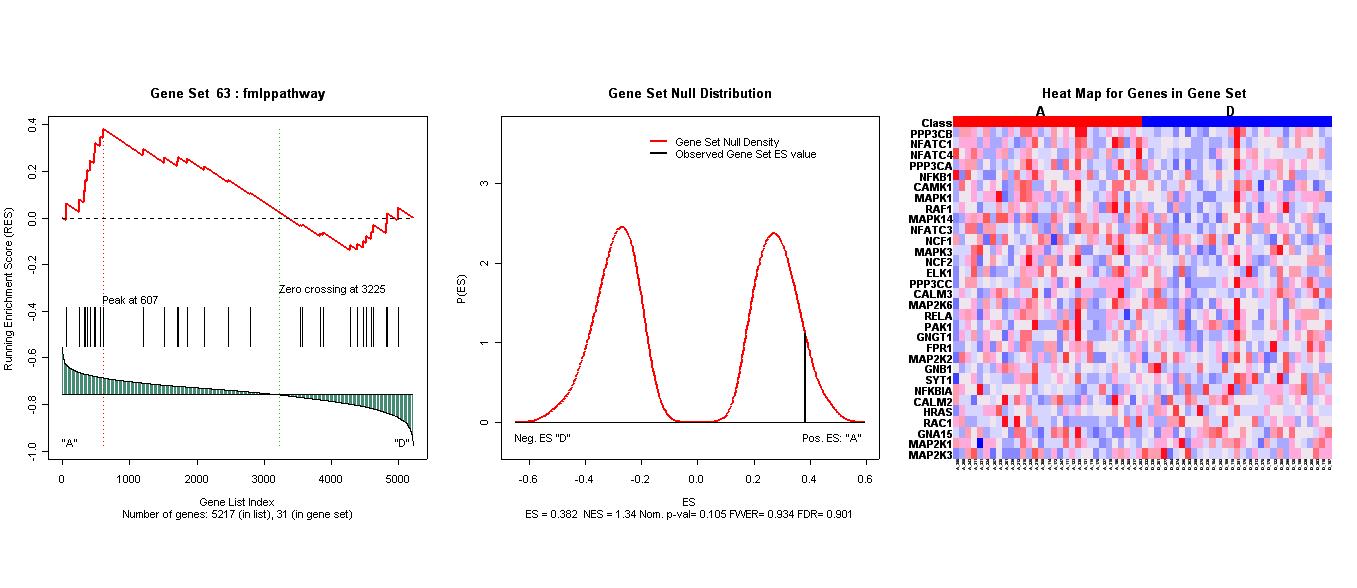 Gene Set 63 : fmlppathway
Running Enrichment Score (RES)
0.4
0.2
0.0
-0.2
-0.4
-0.6
-0.8
-1.0
Peak at 607
Zero crossing at 3225
"A"
"D"
0 1000 2000 3000 4000 5000
Gene List Index
Number of genes: 5217 (in list), 31 (in gene set)
Gene Set Null Distribution
Gene Set Null Density
Observed Gene Set ES value
P(ES)
3
2
1
0
Neg. ES "D"
Pos. ES: "A"
-0.6 -0.4 -0.2 0.0 0.2 0.4 0.6
ES
ES = 0.382 NES = 1.34 Nom. p-val= 0.105 FWER= 0.934 FDR= 0.901
Heat Map for Genes in Gene Set
A D
Class
PPP3CB
NFATC1
NFATC4
PPP3CA
NFKB1
CAMK1
MAPK1
RAF1
MAPK14
NFATC3
NCF1
MAPK3
NCF2
ELK1
PPP3CC
CALM3
MAP2K6
RELA
PAK1
GNGT1
FPR1
MAP2K2
GNB1
SYT1
NFKBIA
CALM2
HRAS
RAC1
GNA15
MAP2K1
MAP2K3